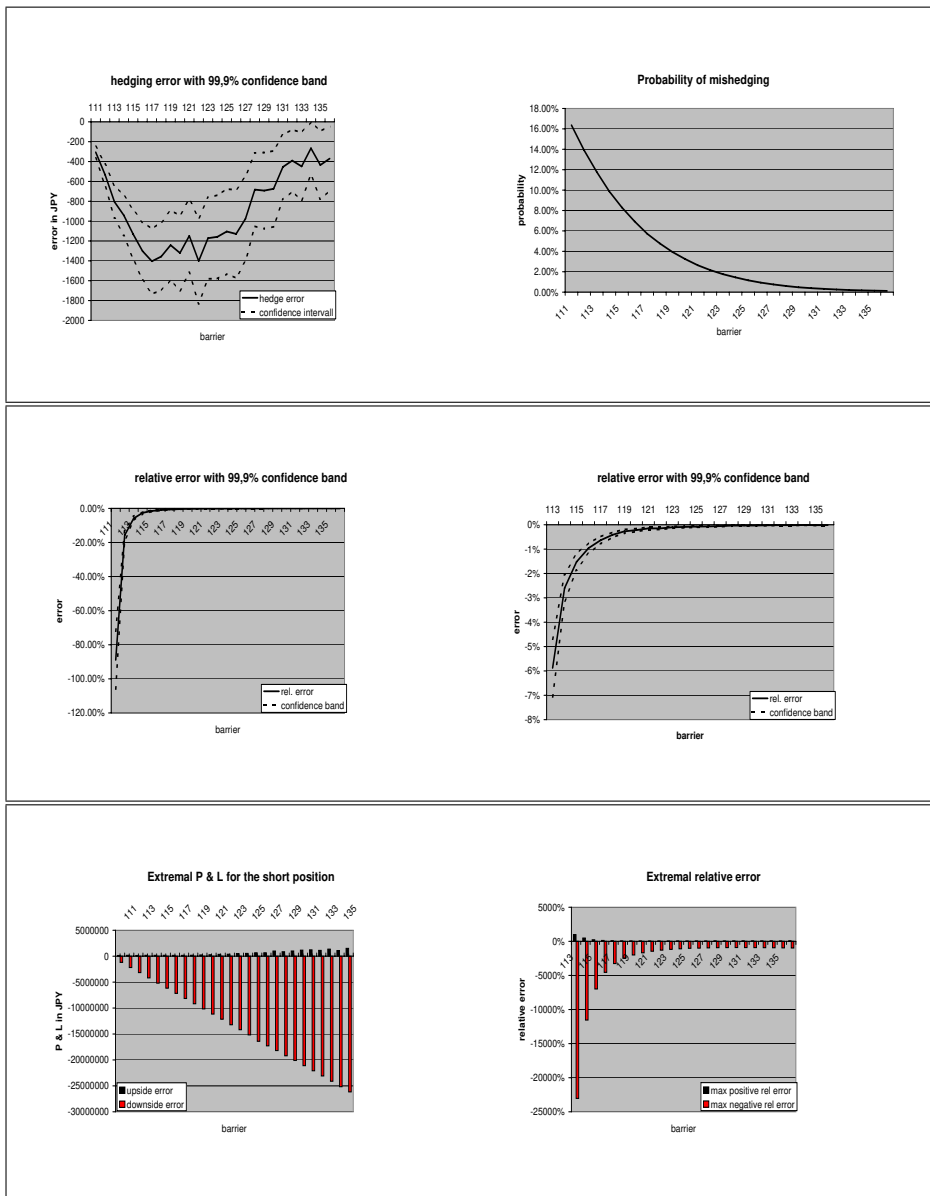 hedging error with 99,9% confidence band
111 113 115 117 119 121 123 125 127 129 131 133 135
0
-200
-400
-600
-800
-1000
-1200
-1400
-1600
-1800
-2000
error in JPY
hedge error
confidence intervall
barrier
Probability of mishedging
18.00%
16.00%
14.00%
12.00%
10.00%
8.00%
6.00%
4.00%
2.00%
0.00%
probability
111 113 115 117 119 121 123 125 127 129 131 133 135
barrier
relative error with 99,9% confidence band
0.00%
-20.00%
-40.00%
-60.00%
-80.00%
-100.00%
-120.00%
111 113 115 117 119 121 123 125 127 129 131 133 135
error
rel. error
confidence band
barrier
relative error with 99.9% confidence band
113 115 117 119 121 123 125 127 129 131 133 135
0%
-1%
-2%
-3%
-4%
-5%
-6%
-7%
-8%
error
rel. error
confidence band
barrier
Extremal P & L for the short position
111 113 115 117 119 121 123 125 127 129 131 133 135
5000000
0
-5000000
-10000000
-15000000
-20000000
-25000000
-30000000
P & L in JPY
upside error
downside error
barrier
Extremal relative error
5000%
0%
-5000%
-10000%
-15000%
-20000%
-25000%
113 115 117 119 121 123 125 127 129 131 133 135
relative error
max positive rel error
max negative rel error
barrier